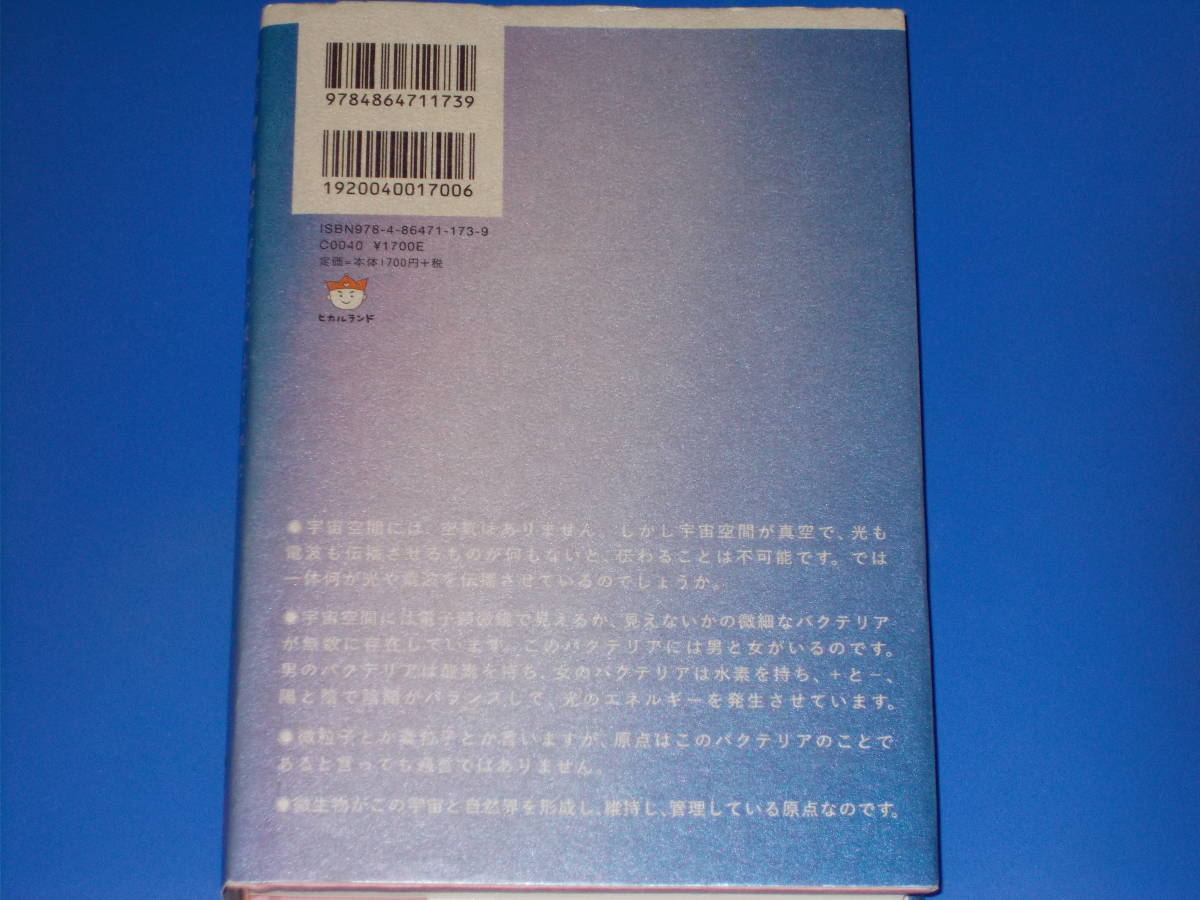 9784864711739
1920040017006
ISBN978-4-86471-173-9
C0040 ¥1700E
定価=本体1700円+税
ヒカルランド
●宇宙空間には、空気はありません。しかし宇宙空間が真空で、光も
電波も伝播させるものが何もないと、伝わることは不可能です。では
一体何が光や電波を伝播させているのでしょうか。
●宇宙空間には電子顕微鏡で見えるか、見えないかの微細なバクテリア
が無数に存在しています。このバクテリアには男と女がいるのです。
男のバクテリアは酸素を持ち、女のバクテリアは水素を持ち、+と−、
陽と陰で陰陽がバランスして、光のエネルギーを発生させています。
●微粒子とか素粒子とか言いますが、原点はこのバクテリアのことで
あると言っても過言ではありません。
●微生物がこの宇宙と自然界を形成し、維持し、管理している原点なのです。